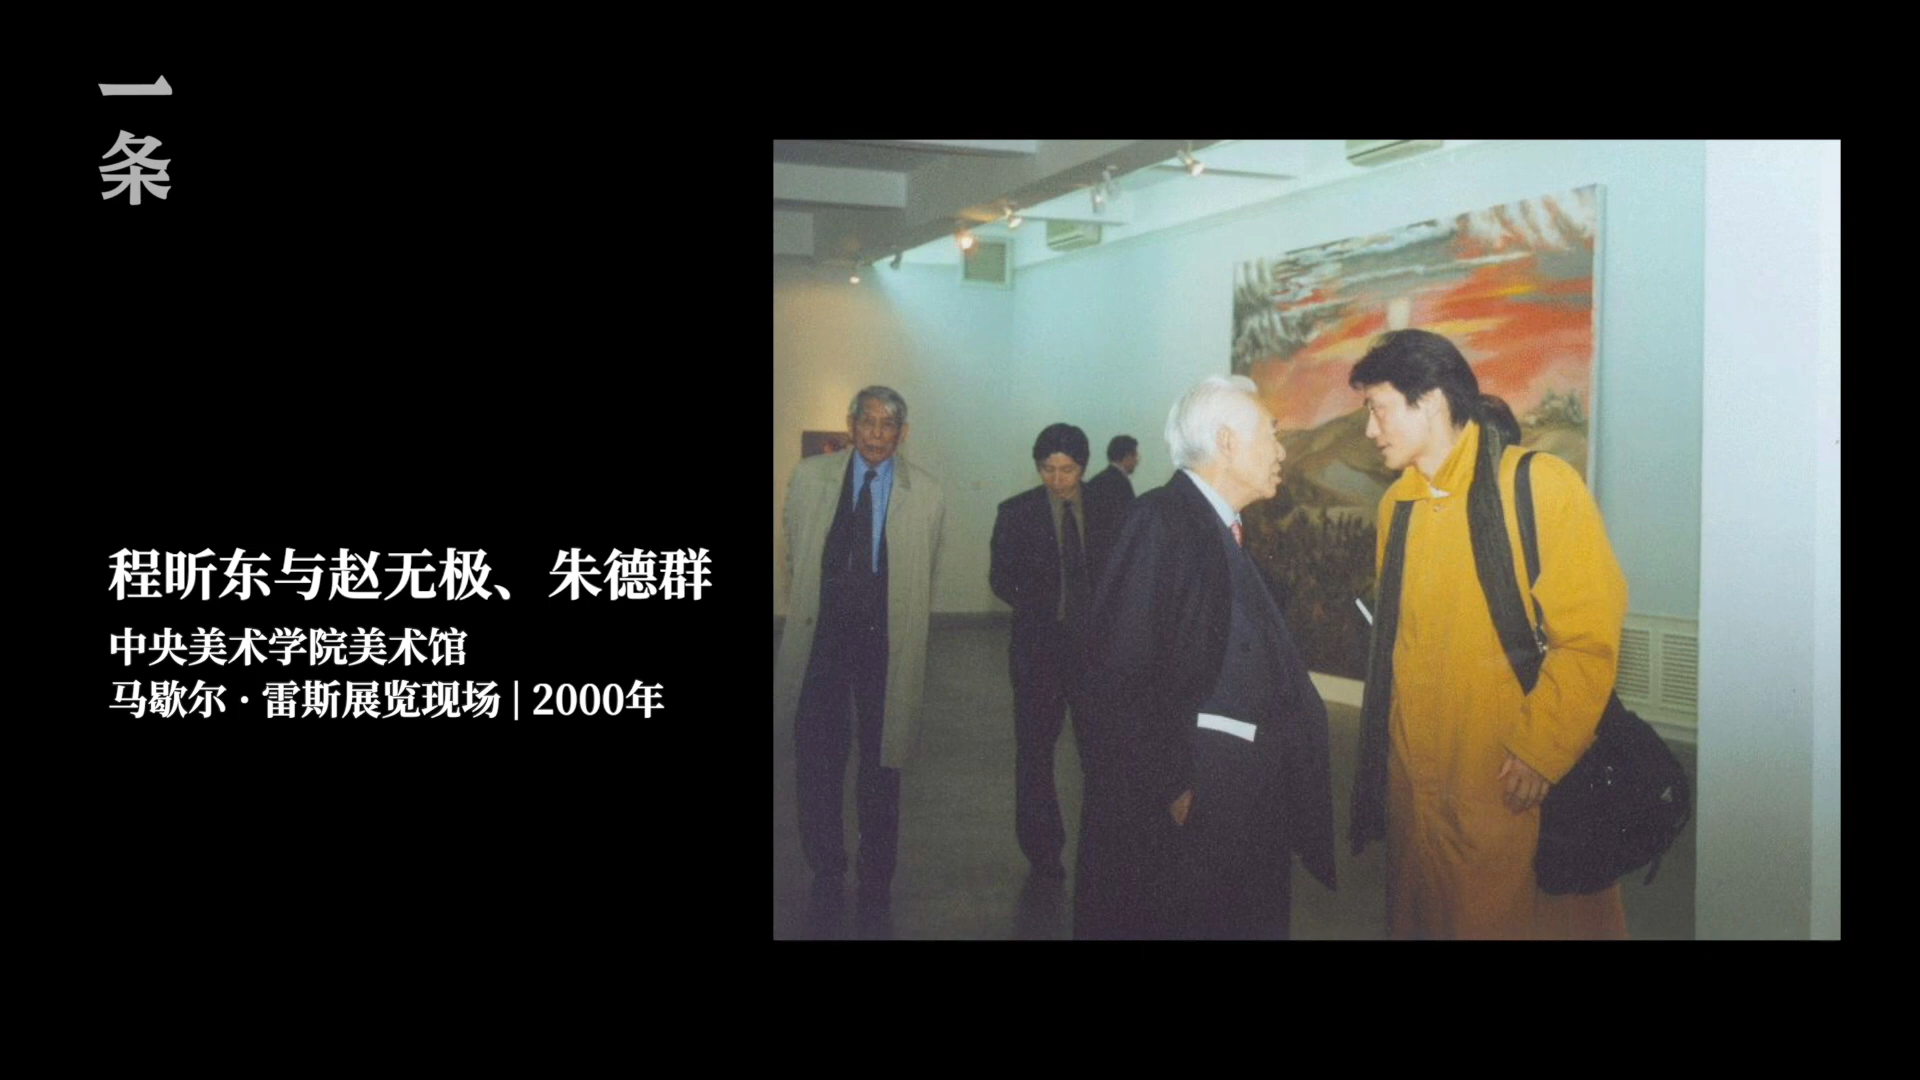 一条
程昕东与赵无极、朱德群
中央美术学院美术馆
马歇尔·雷斯展览现场 | 2000年